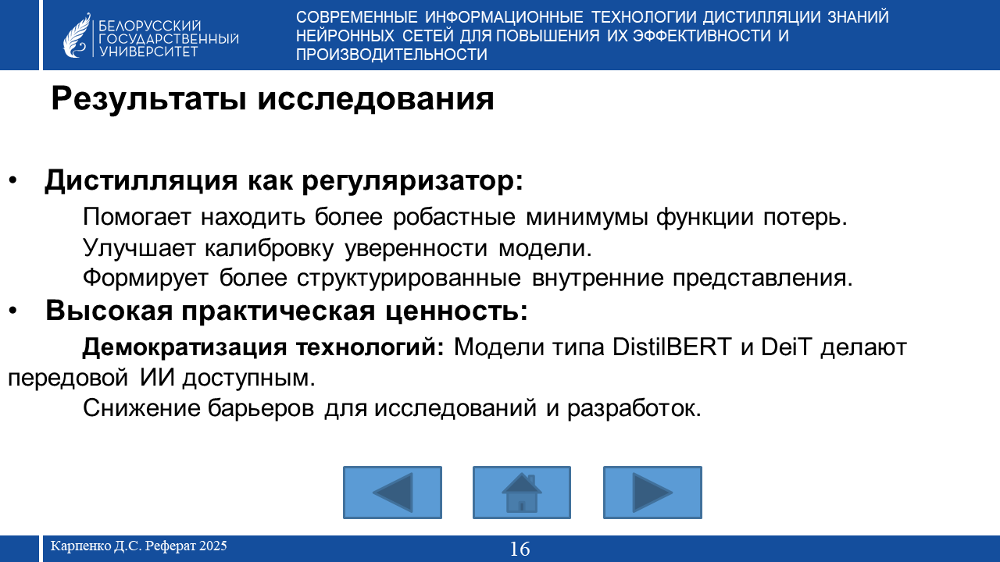 БЕЛОРУССКИЙ
ГОСУДАРСТВЕННЫЙ
УНИВЕРСИТЕТ
СОВРЕМЕННЫЕ ИНФОРМАЦИОННЫЕ ТЕХНОЛОГИИ ДИСТИЛЛЯЦИИ ЗНАНИЙ
НЕЙРОННЫХ СЕТЕЙ ДЛЯ ПОВЫШЕНИЯ ИХ ЭФФЕКТИВНОСТИ И
ПРОИЗВОДИТЕЛЬНОСТИ
Результаты исследования
• Дистилляция как регуляризатор:
Помогает находить более робастные минимумы функции потерь.
Улучшает калибровку уверенности модели.
Формирует более структурированные внутренние представления.
• Высокая практическая ценность:
Демократизация технологий: Модели типа DistilBERT и DeiT делают
передовой ИИ доступным.
Снижение барьеров для исследований и разработок.
Карпенко Д.С. Реферат 2025
16